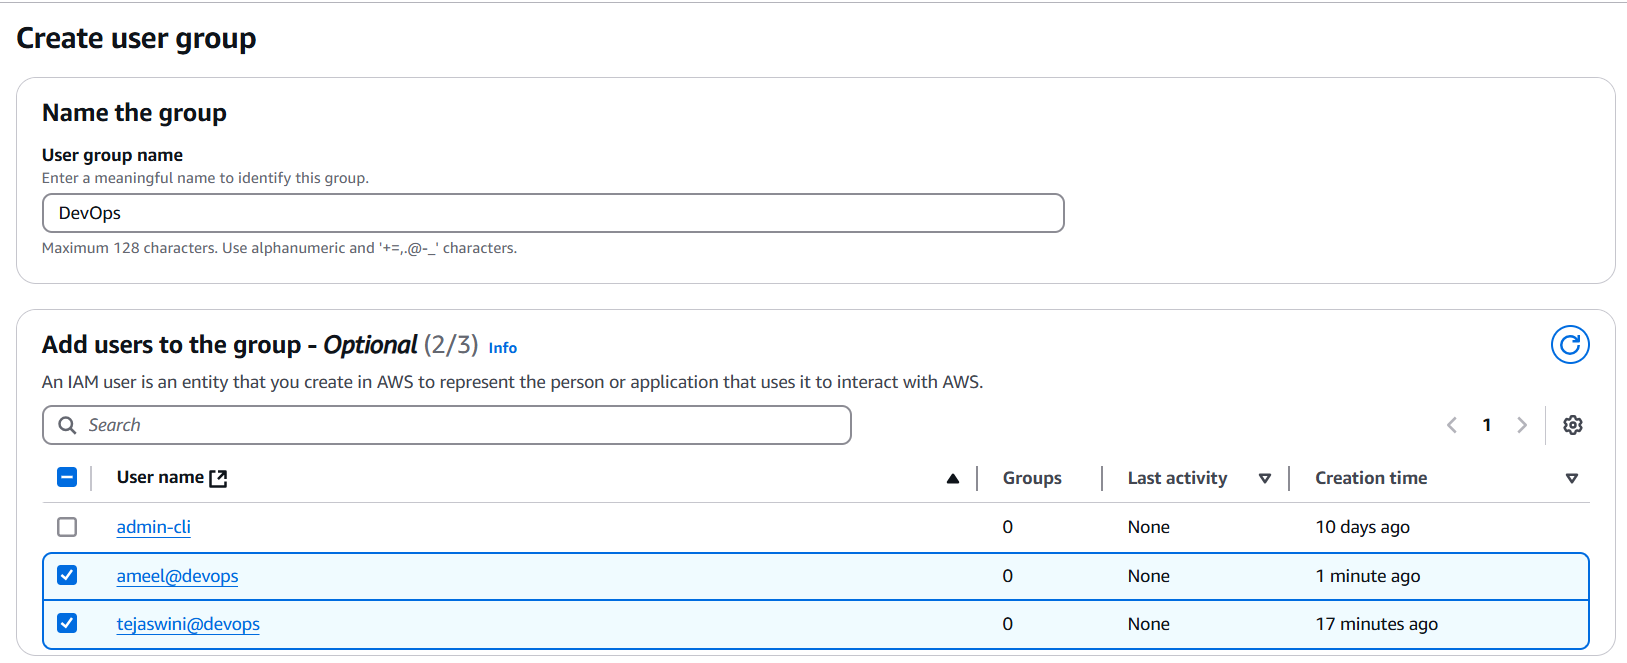 Create user group
Name the group
User group name
Enter a meaningful name to identify this group.
DevOps
Maximum 128 characters. Use alphanumeric and '+=,.@-_' characters.
Add users to the group - Optional (2/3) Info
An IAM user is an entity that you create in AWS to represent the person or application that uses it to interact with AWS.
Search
1
User name Groups Last activity Creation time
admin-cli 0 None 10 days ago
ameel@devops 0 None 1 minute ago
tejaswini@devops 0 None 17 minutes ago